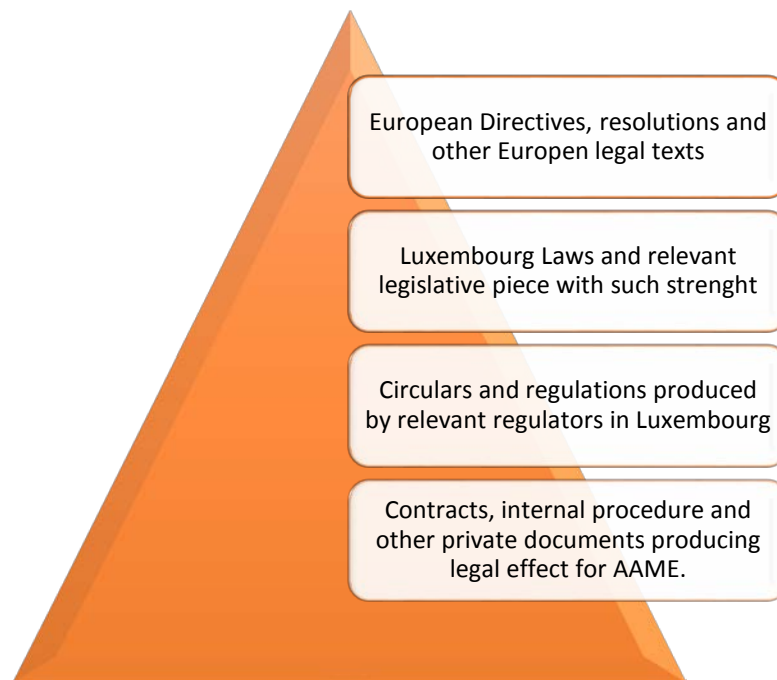 European Directives, resolutions and
other Europen legal texts
Luxembourg Laws and relevant
legislative piece with such strenght
Circulars and regulations produced
by relevant regulators in Luxembourg
Contracts, internal procedure and
other private documents producing
legal effect for AAME.